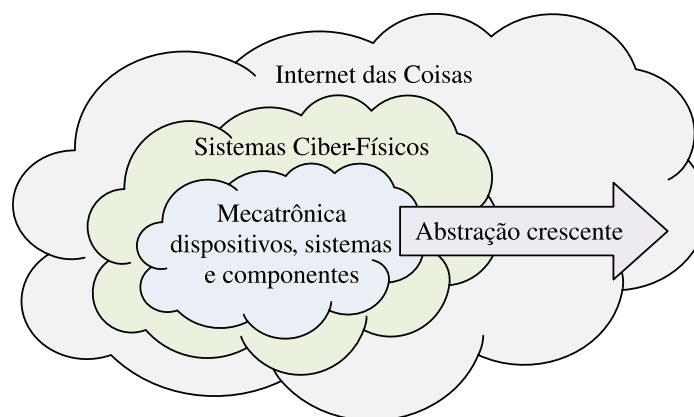 Internet das Coisas
Sistemas Ciber-Físicos
Mecatrônica
dispositivos, sistemas
e componentes
Abstração crescente